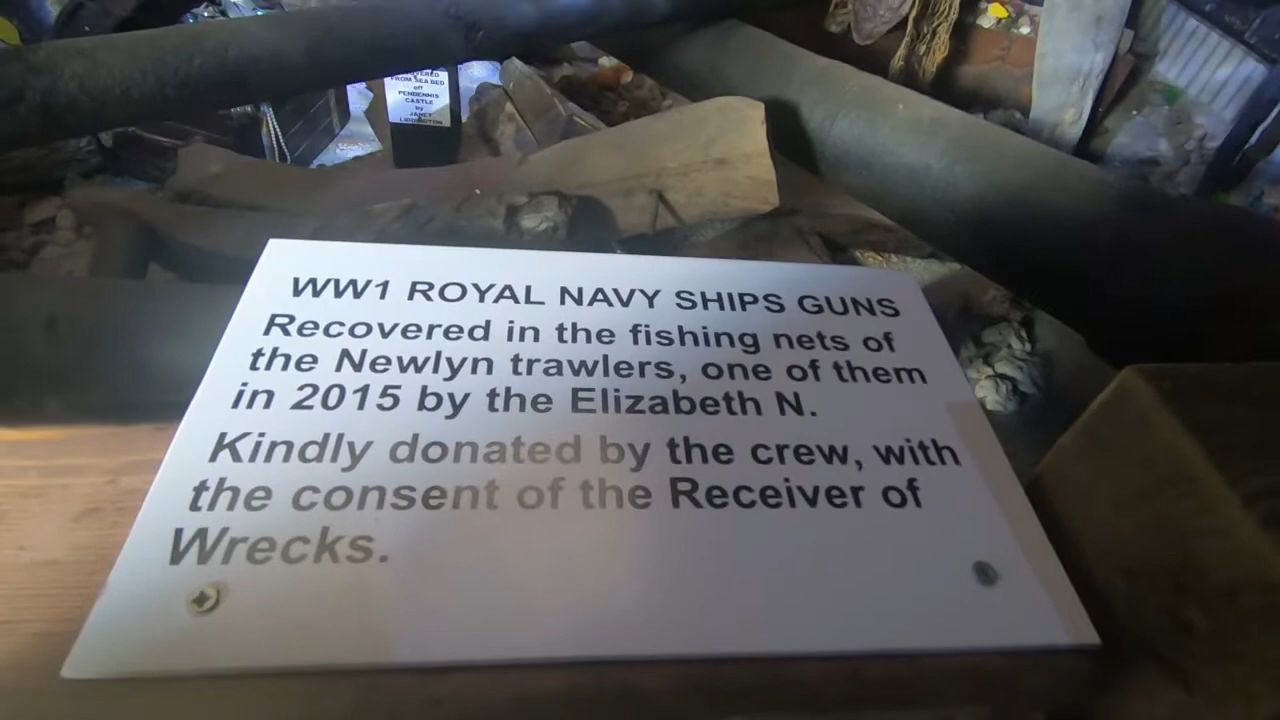 RECOVERED
FROM SEA BED
off
PENDENNIS
CASTLE
by
JANET
WW1 ROYAL NAVY SHIPS GUNS
Recovered in the fishing nets of
the Newlyn trawlers, one of them
in 2015 by the Elizabeth N.
Kindly donated by the crew, with
the consent of the Receiver of
Wrecks.